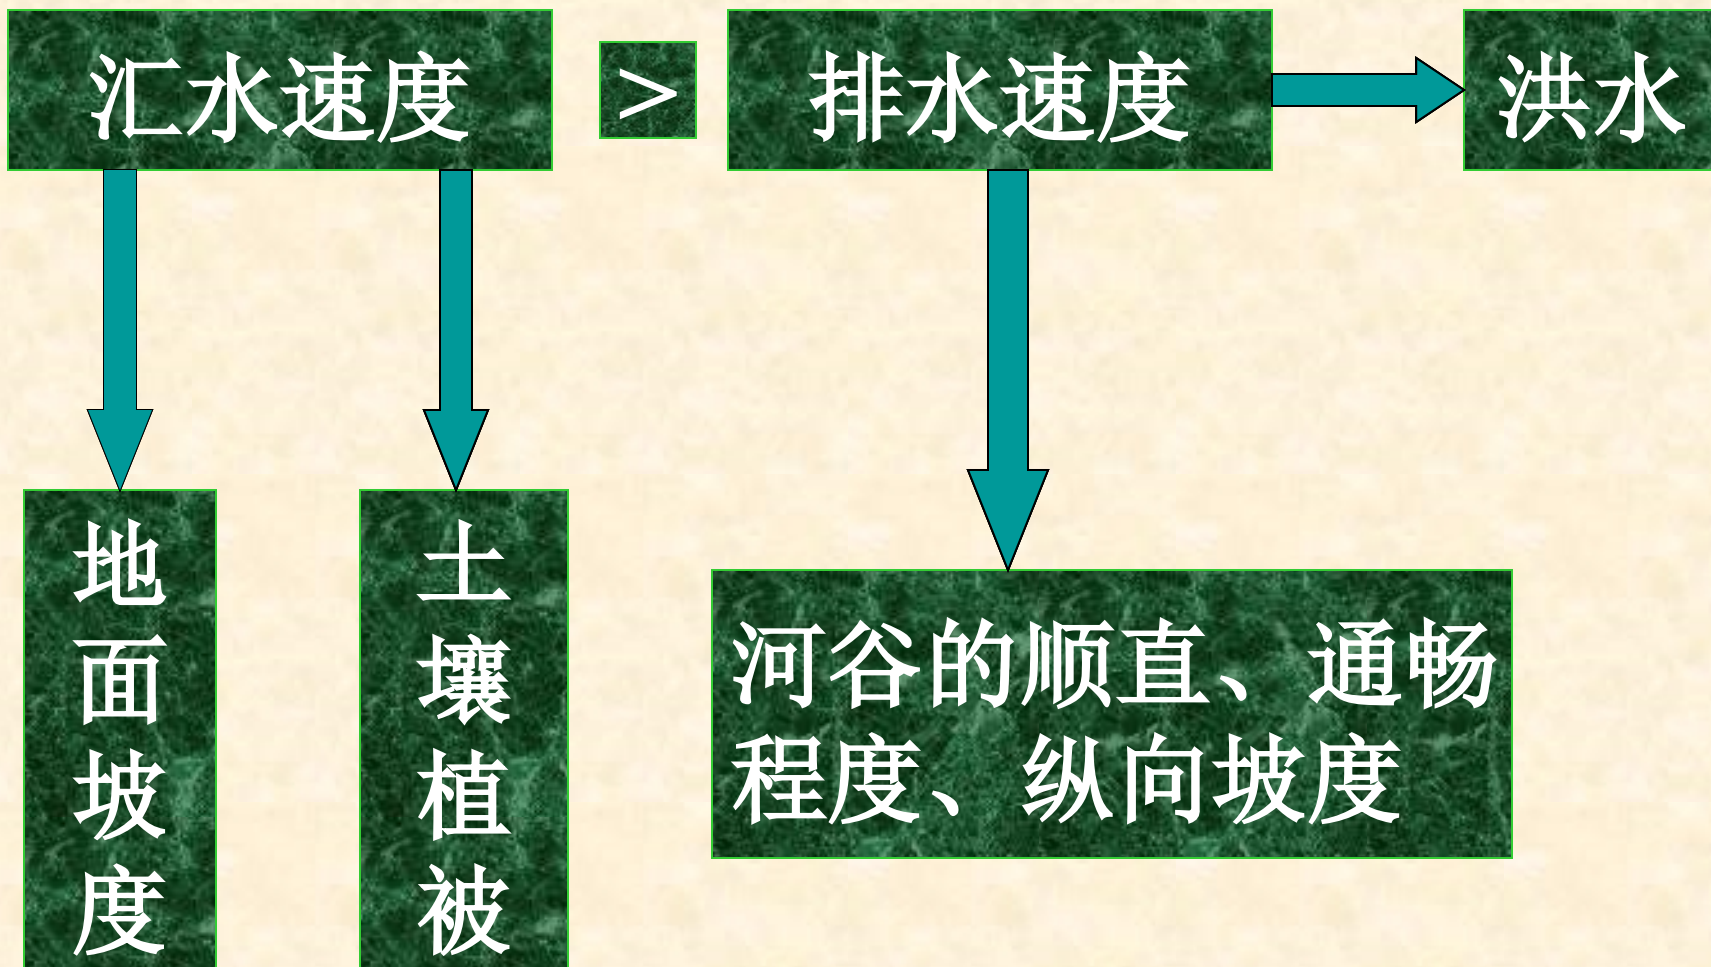 汇水速度
>
排水速度
洪水
地
面
坡
度
土
壤
植
被
河谷的顺直、通畅
程度、纵向坡度